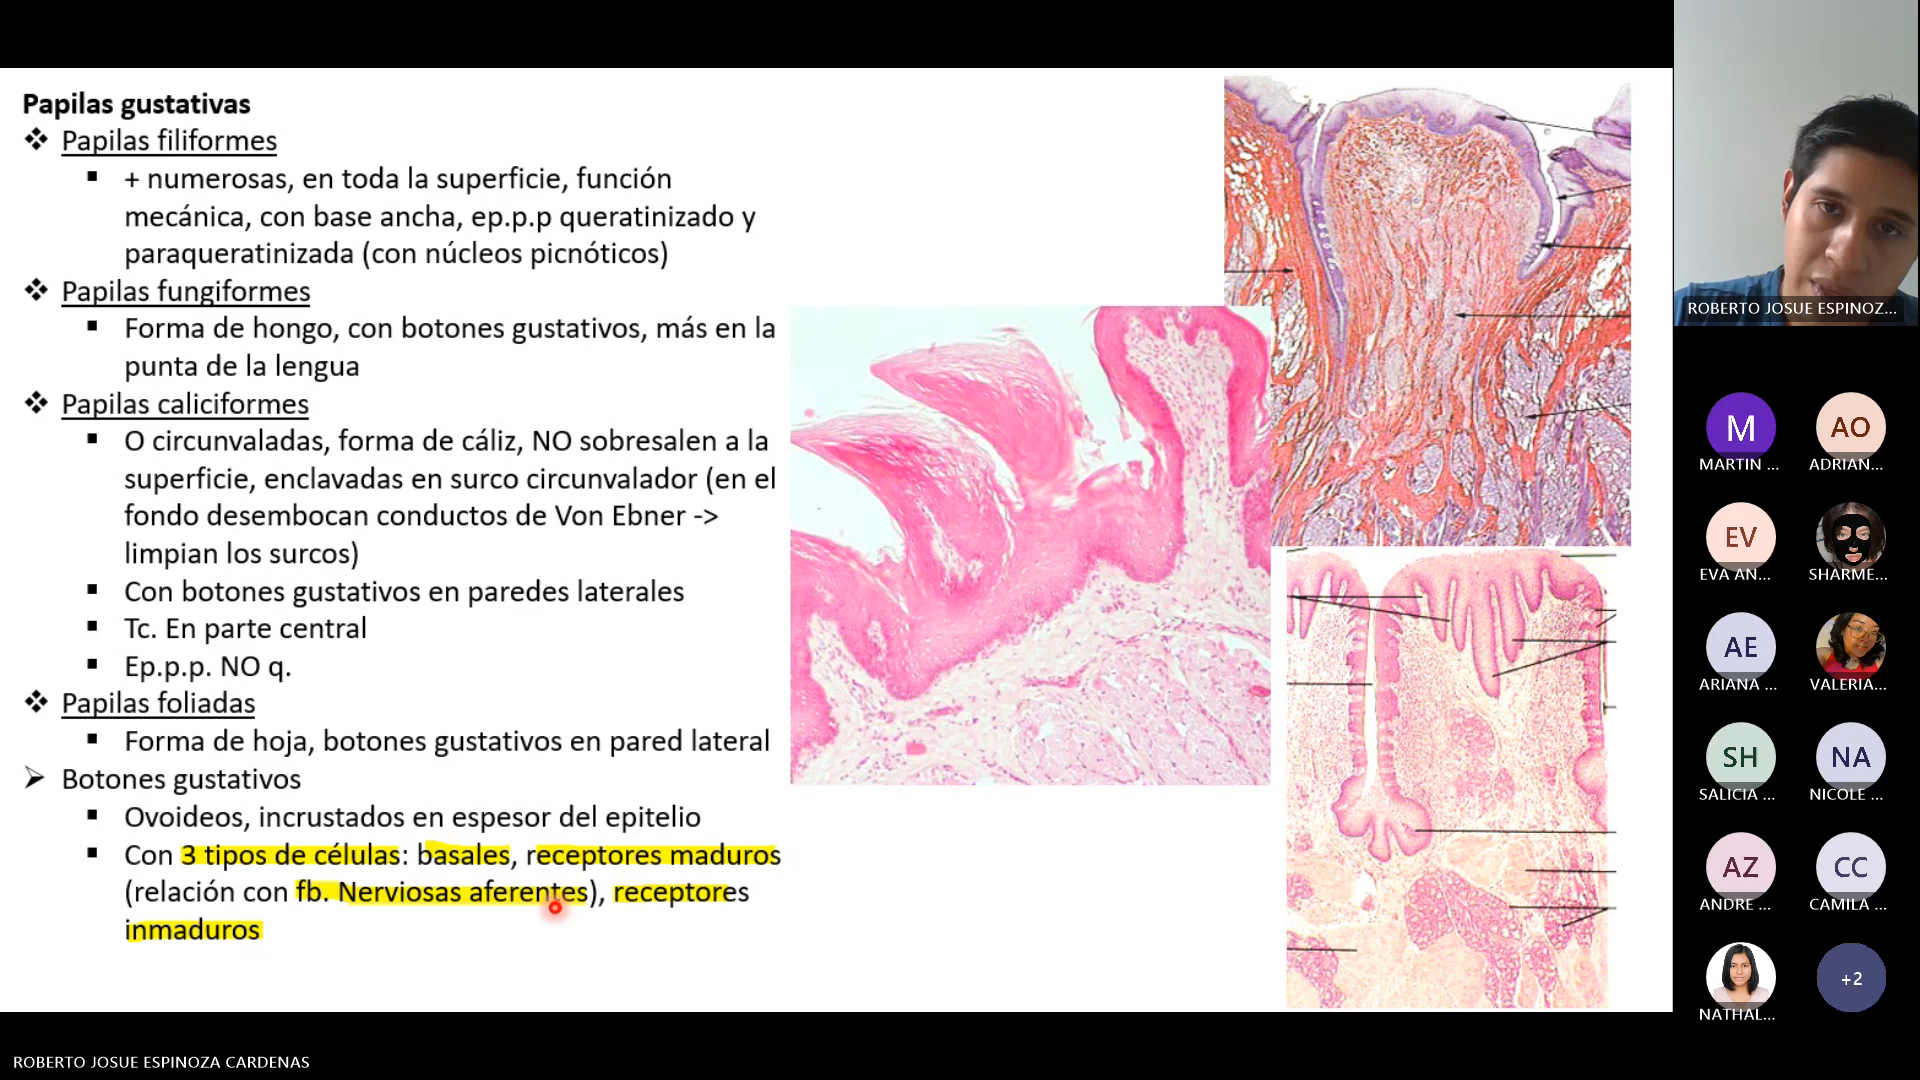 Papilas gustativas
❖ Papilas filiformes
▪ + numerosas, en toda la superficie, función
mecánica, con base ancha, ep.p.p queratinizado y
paraqueratinizada (con núcleos picnóticos)
❖ Papilas fungiformes
▪ Forma de hongo, con botones gustativos, más en la
punta de la lengua
❖ Papilas caliciformes
▪ O circunvaladas, forma de cáliz, NO sobresalen a la
superficie, enclavadas en surco circunvalador (en el
fondo desembocan conductos de Von Ebner ->
limpian los surcos)
▪ Con botones gustativos en paredes laterales
▪ Tc. En parte central
▪ Ep.p.p. NO q.
❖ Papilas foliadas
▪ Forma de hoja, botones gustativos en pared lateral
➢ Botones gustativos
▪ Ovoideos, incrustados en espesor del epitelio
▪ Con 3 tipos de células: basales, receptores maduros
(relación con fb. Nerviosas aferentes), receptores
inmaduros
ROBERTO JOSUE ESPINOZ...
M AO
MARTIN ... ADRIAN...
EV
EVA AN... SHARME...
AE
ARIANA ... VALERIA...
SH NA
SALICIA ... NICOLE ...
AZ CC
ANDRE ... CAMILA ...
+2
NATHAL...
ROBERTO JOSUE ESPINOZA CARDENAS